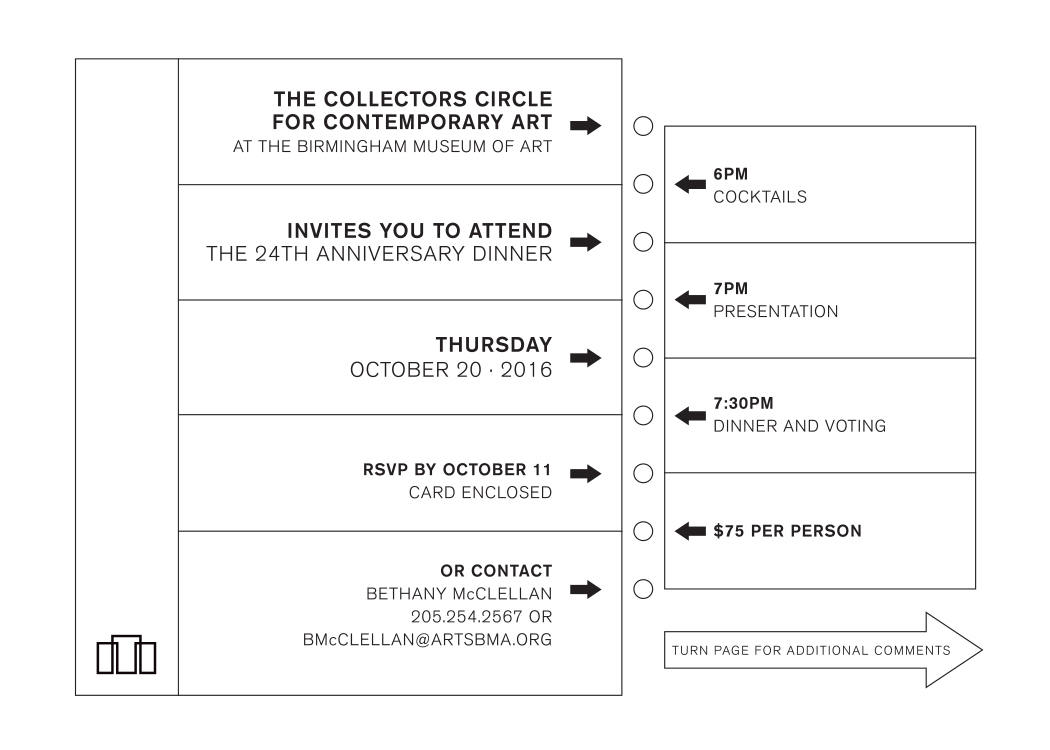 THE COLLECTORS CIRCLE
FOR CONTEMPORARY ART
AT THE BIRMINGHAM MUSEUM OF ART
INVITES YOU TO ATTEND
THE 24TH ANNIVERSARY DINNER
THURSDAY
OCTOBER 20 · 2016
RSVP BY OCTOBER 11
CARD ENCLOSED
OR CONTACT
BETHANY McCLELLAN
205.254.2567 OR
BMcCLELLAN@ARTSBMA.ORG
6PM
COCKTAILS
7PM
PRESENTATION
7:30PM
DINNER AND VOTING
$75 PER PERSON
TURN PAGE FOR ADDITIONAL COMMENTS